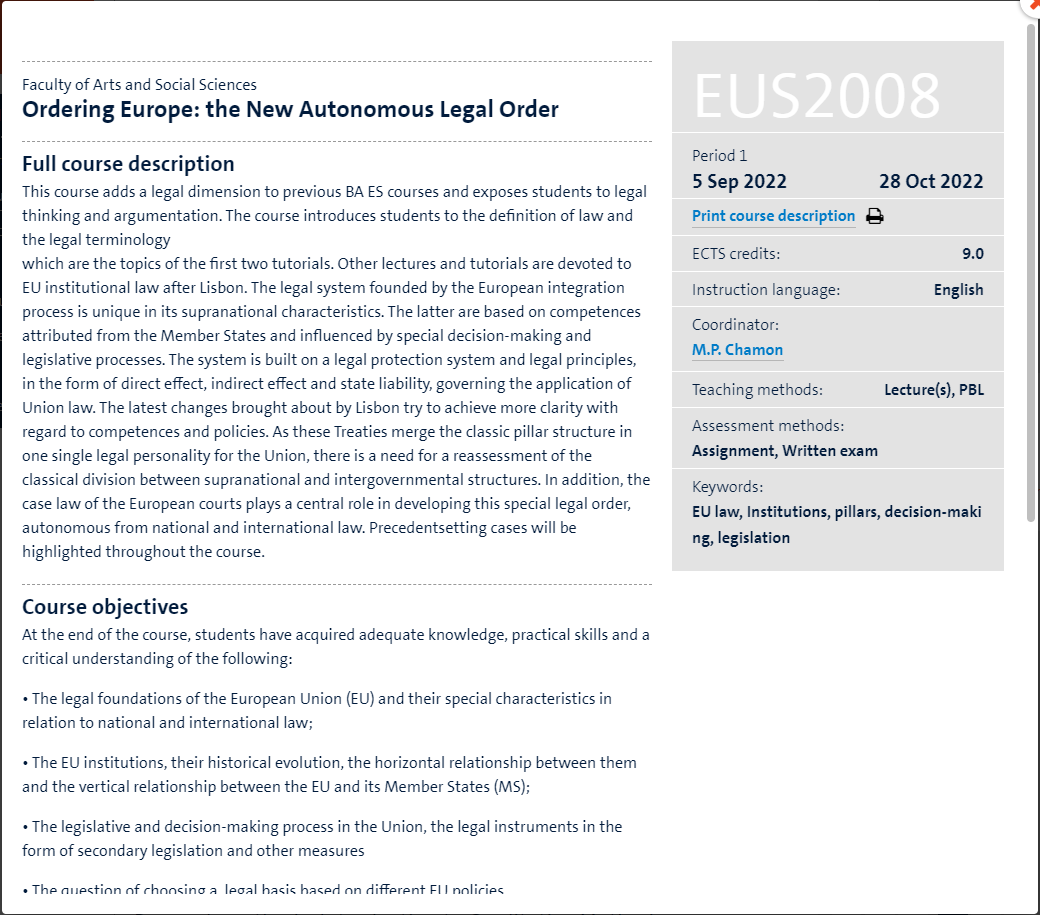 Faculty of Arts and Social Sciences
Ordering Europe: the New Autonomous Legal Order
Full course description
This course adds a legal dimension to previous BA ES courses and exposes students to legal
thinking and argumentation. The course introduces students to the definition of law and
the legal terminology
which are the topics of the first two tutorials. Other lectures and tutorials are devoted to
EU institutional law after Lisbon. The legal system founded by the European integration
process is unique in its supranational characteristics. The latter are based on competences
attributed from the Member States and influenced by special decision-making and
legislative processes. The system is built on a legal protection system and legal principles,
in the form of direct effect, indirect effect and state liability, governing the application of
Union law. The latest changes brought about by Lisbon try to achieve more clarity with
regard to competences and policies. As these Treaties merge the classic pillar structure in
one single legal personality for the Union, there is a need for a reassessment of the
classical division between supranational and intergovernmental structures. In addition, the
case law of the European courts plays a central role in developing this special legal order,
autonomous from national and international law. Precedentsetting cases will be
highlighted throughout the course.
Course objectives
At the end of the course, students have acquired adequate knowledge, practical skills and a
critical understanding of the following:
• The legal foundations of the European Union (EU) and their special characteristics in
relation to national and international law;
• The EU institutions, their historical evolution, the horizontal relationship between them
and the vertical relationship between the EU and its Member States (MS);
• The legislative and decision-making process in the Union, the legal instruments in the
form of secondary legislation and other measures
• The question of choosing a legal basis based on different EU policies
EUS2008
Period 1
5 Sep 2022 28 Oct 2022
Print course description
ECTS credits: 9.0
Instruction language: English
Coordinator:
M.P. Chamon
Teaching methods: Lecture(s), PBL
Assessment methods:
Assignment, Written exam
Keywords:
EU law, Institutions, pillars, decision-maki
ng, legislation